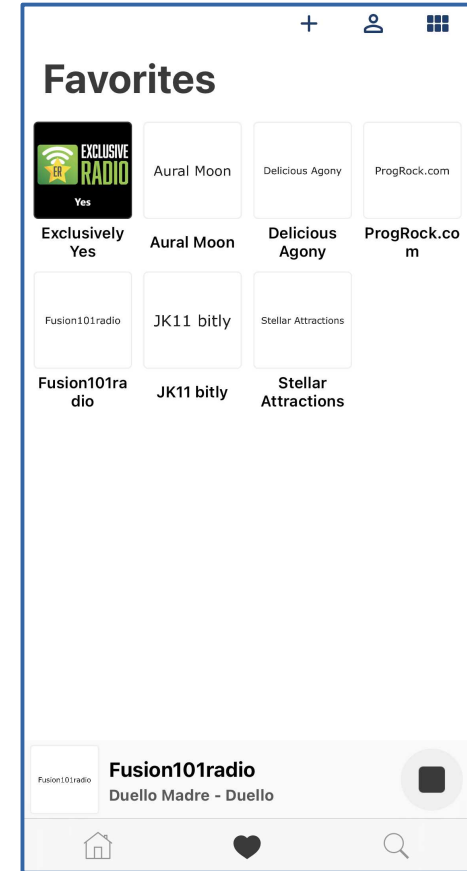 Favorites
EXCLUSIVE
ER RADIO
Yes
Aural Moon
Delicious Agony
ProgRock.com
Exclusively
Yes
Aural Moon
Delicious
Agony
ProgRock.co
m
Fusion101radio
JK11 bitly
Stellar Attractions
Fusion101ra
dio
JK11 bitly
Stellar
Attractions
Fusion101radio
Fusion101radio
Duello Madre - Duello